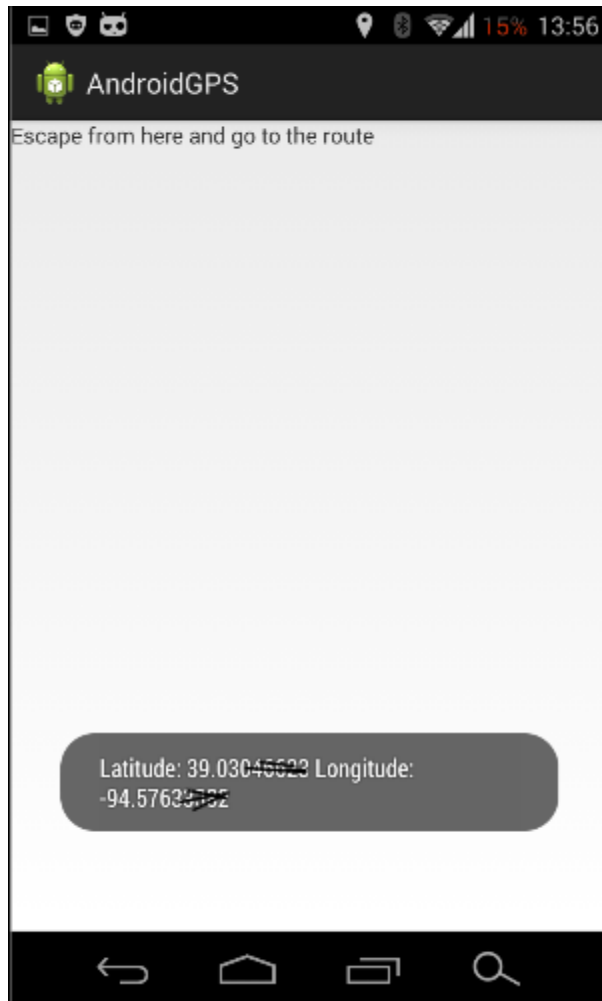 15% 13:56
AndroidGPS
Escape from here and go to the route
Latitude: 39.030 Longitude:
-94.5763